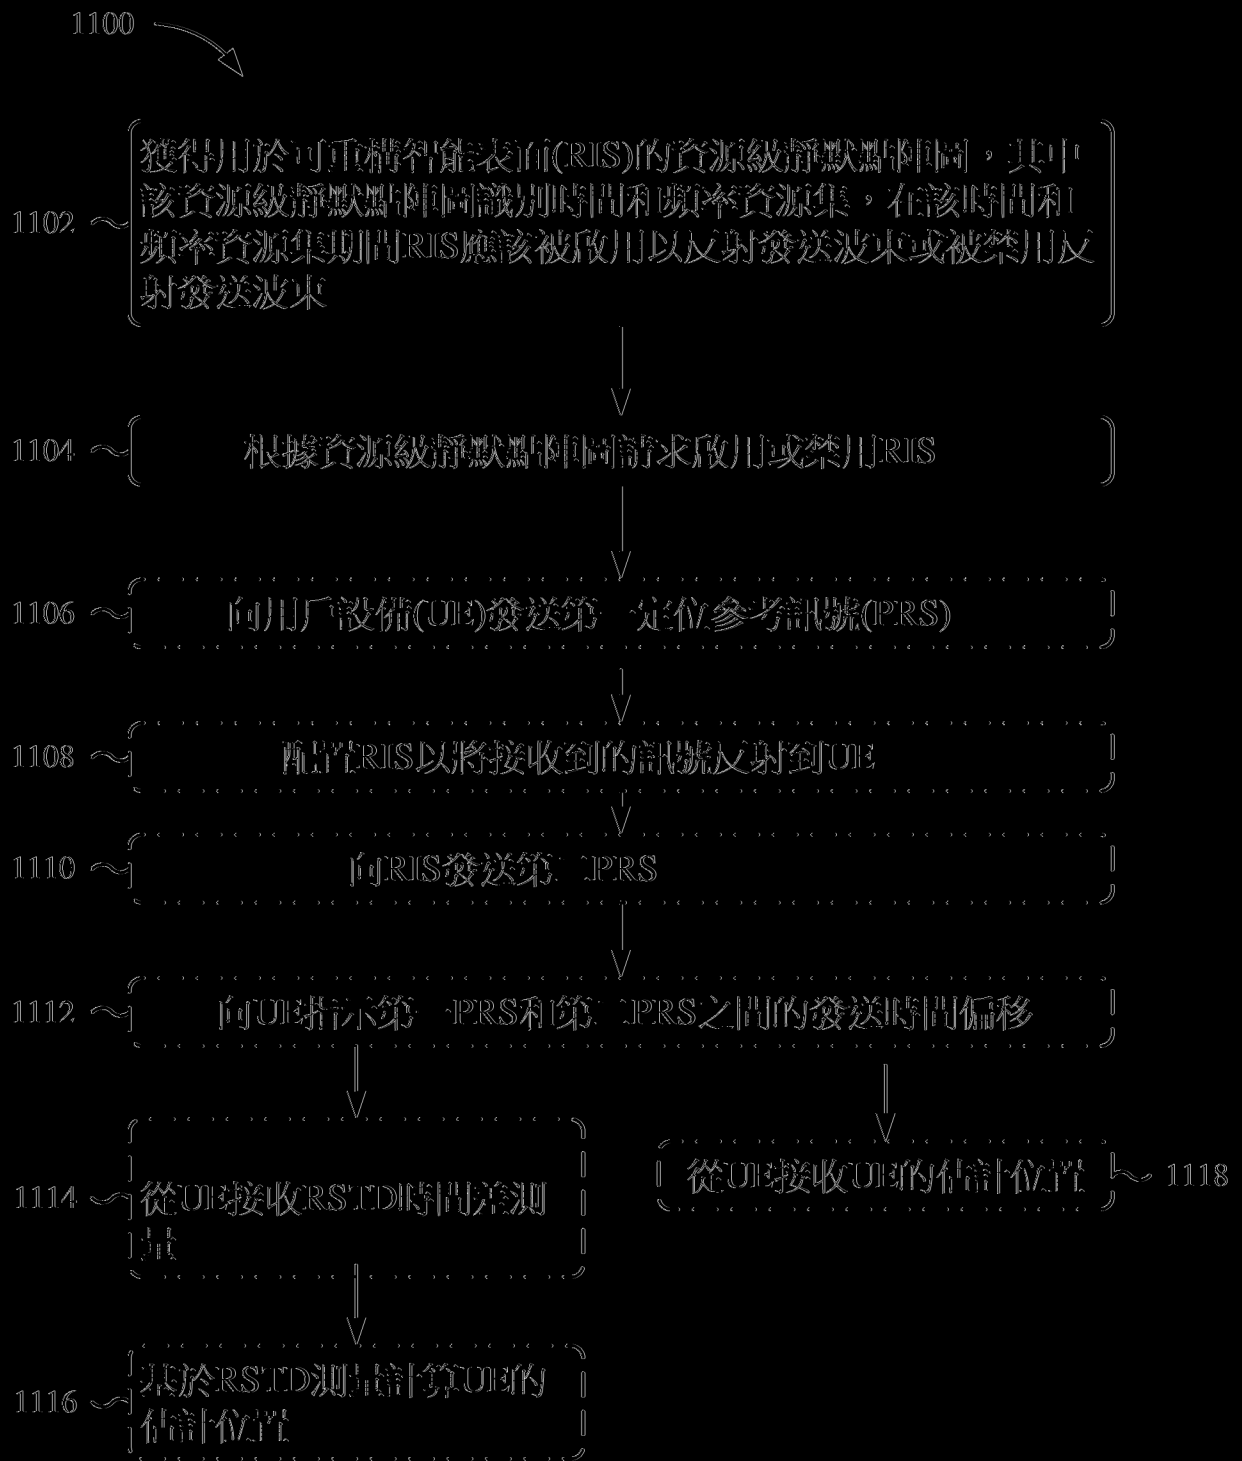 1100
1102
獲得用於可重構智能表面(RIS)的資源級靜默點陣圖，其中
該資源級靜默點陣圖識別時間和頻率資源集，在該時間和
頻率資源集期間RIS應該被啟用以反射發送波束或被禁用反
射發送波束
1104
根據資源級靜默點陣圖請求啟用或禁用RIS
1106
向用戶設備(UE)發送第一定位參考訊號(PRS)
1108
配置RIS以將接收到的訊號反射到UE
1110
向RIS發送第二PRS
1112
向UE指示第一PRS和第二PRS之間的發送時間偏移
1114
從UE接收RSTD時間差測
量
從UE接收UE的估計位置
1118
1116
基於RSTD測量計算UE的
估計位置